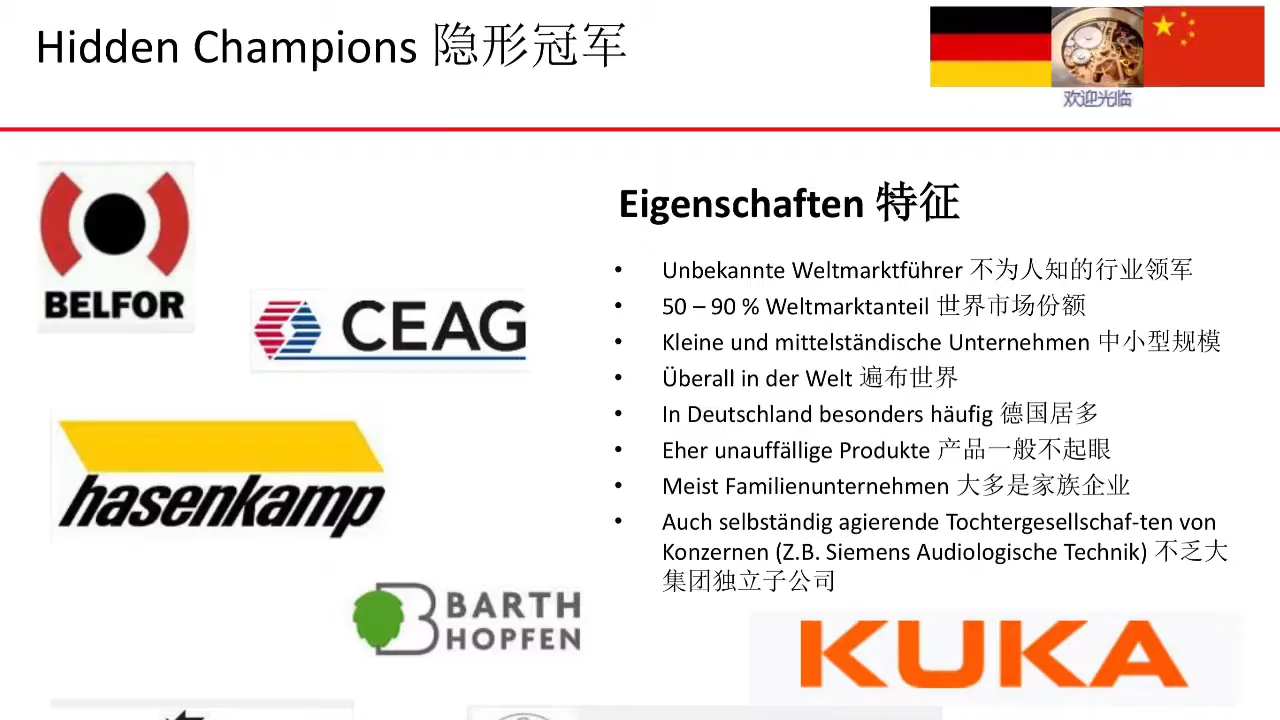 Hidden Champions 隐形冠军
欢迎光临
BELFOR
CEAG
hasenkamp
BARTH
HOPFEN
Eigenschaften 特征
• Unbekannte Weltmarktführer 不为人知的行业领军
• 50 – 90 % Weltmarktanteil 世界市场份额
• Kleine und mittelständische Unternehmen 中小型规模
• Überall in der Welt 遍布世界
• In Deutschland besonders häufig 德国居多
• Eher unauffällige Produkte 产品一般不起眼
• Meist Familienunternehmen 大多是家族企业
• Auch selbständig agierende Tochtergesellschaf-ten von
Konzernen (Z.B. Siemens Audiologische Technik) 不乏大
集团独立子公司
KUKA